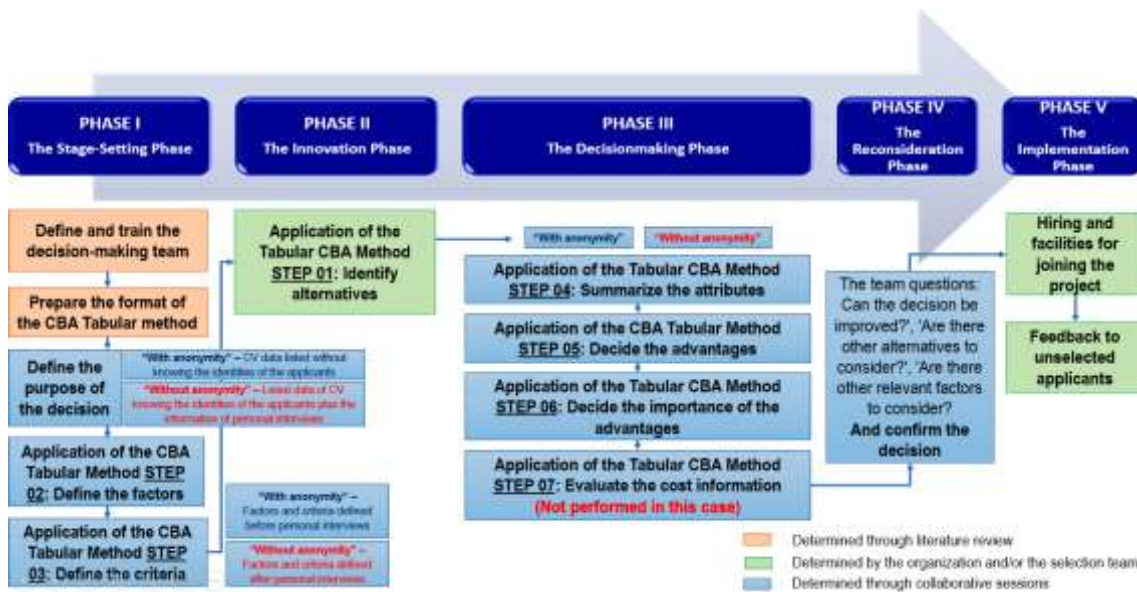 PHASE I
The Stage-Setting Phase
PHASE II
The Innovation Phase
PHASE III
The Decisionmaking Phase
PHASE IV
The
Reconsideration
Phase
PHASE V
The
Implementation
Phase
Define and train the
decision-making team
Prepare the format of
the CBA Tabular method
Define the
purpose of
the decision
"With anonymity" – CV data listed without
knowing the identities of the applicants
"Without anonymity" – Listed data of CV
knowing the identities of the applicants plus the
information of personal interviews
Application of the CBA
Tabular Method STEP
02: Define the factors
Application of the CBA
Tabular Method STEP
03: Define the criteria
"With anonymity" –
Factors and criteria defined
before personal interviews
"Without anonymity" –
Factors and criteria defined
after personal interviews
Application of the
Tabular CBA Method
STEP 01: Identify
alternatives
"With anonymity"
"Without anonymity"
Application of the Tabular CBA Method
STEP 04: Summarize the attributes
Application of the CBA Tabular Method
STEP 05: Decide the advantages
Application of the Tabular CBA Method
STEP 06: Decide the importance of the
advantages
Application of the Tabular CBA Method
STEP 07: Evaluate the cost information
(Not performed in this case)
The team questions:
Can the decision be
improved?', 'Are there
other alternatives to
consider?', 'Are there
other relevant factors
to consider?
And confirm the
decision
Hiring and
facilities for
joining the
project
Feedback to
unselected
applicants
Determined through literature review
Determined by the organization and/or the selection team
Determined through collaborative sessions